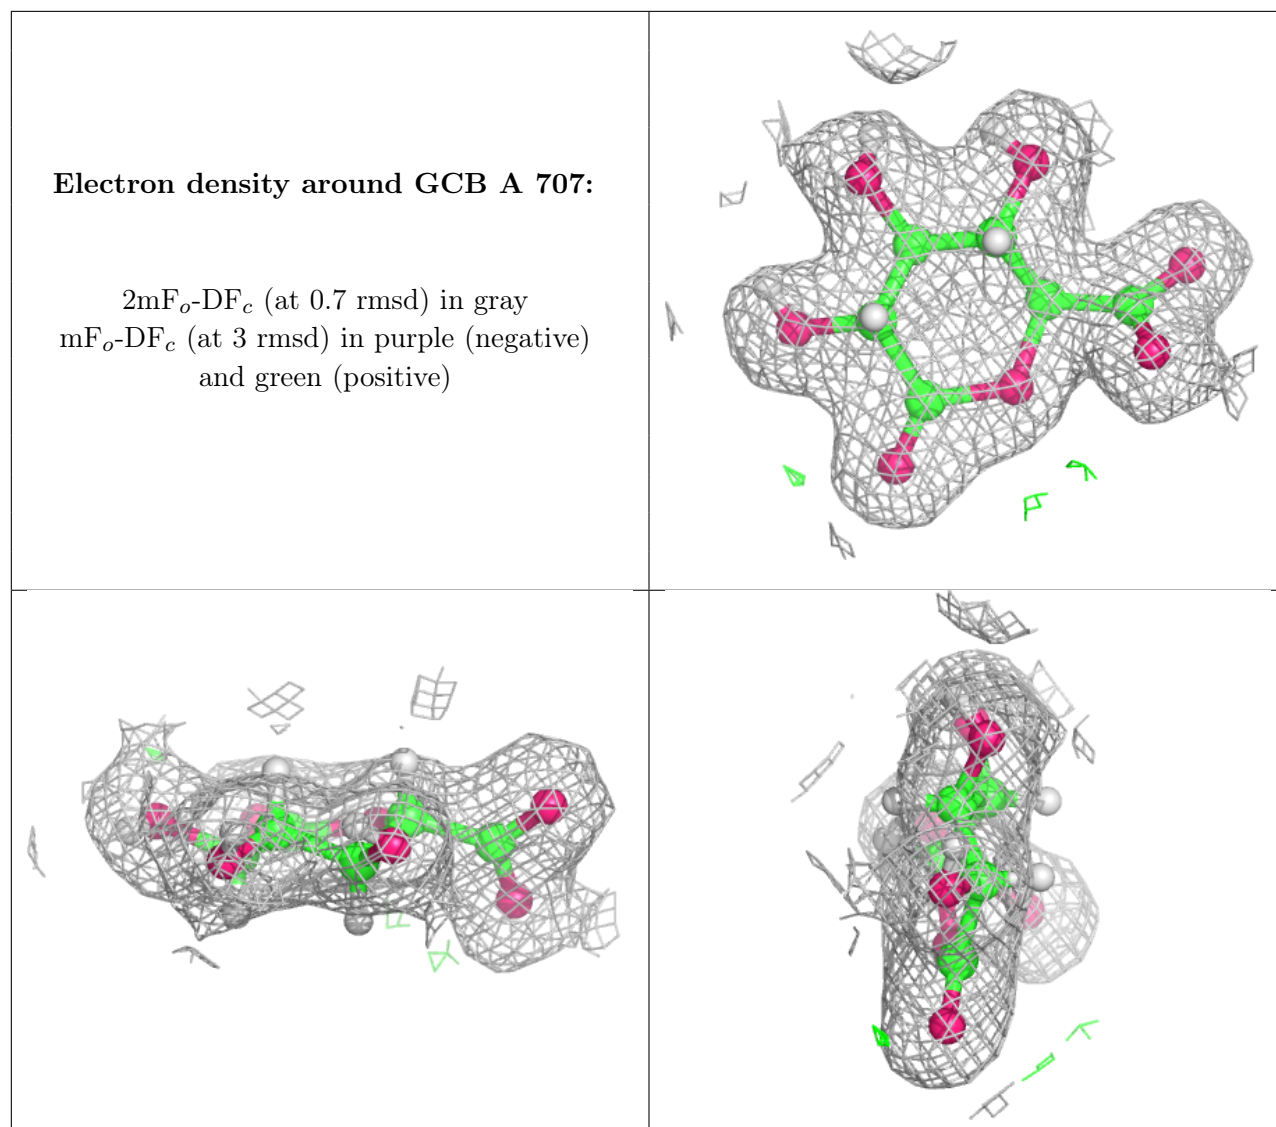 Electron density around GCB A 707:
2mFo-DFc (at 0.7 rmsd) in gray
mFo-DFc (at 3 rmsd) in purple (negative)
and green (positive)